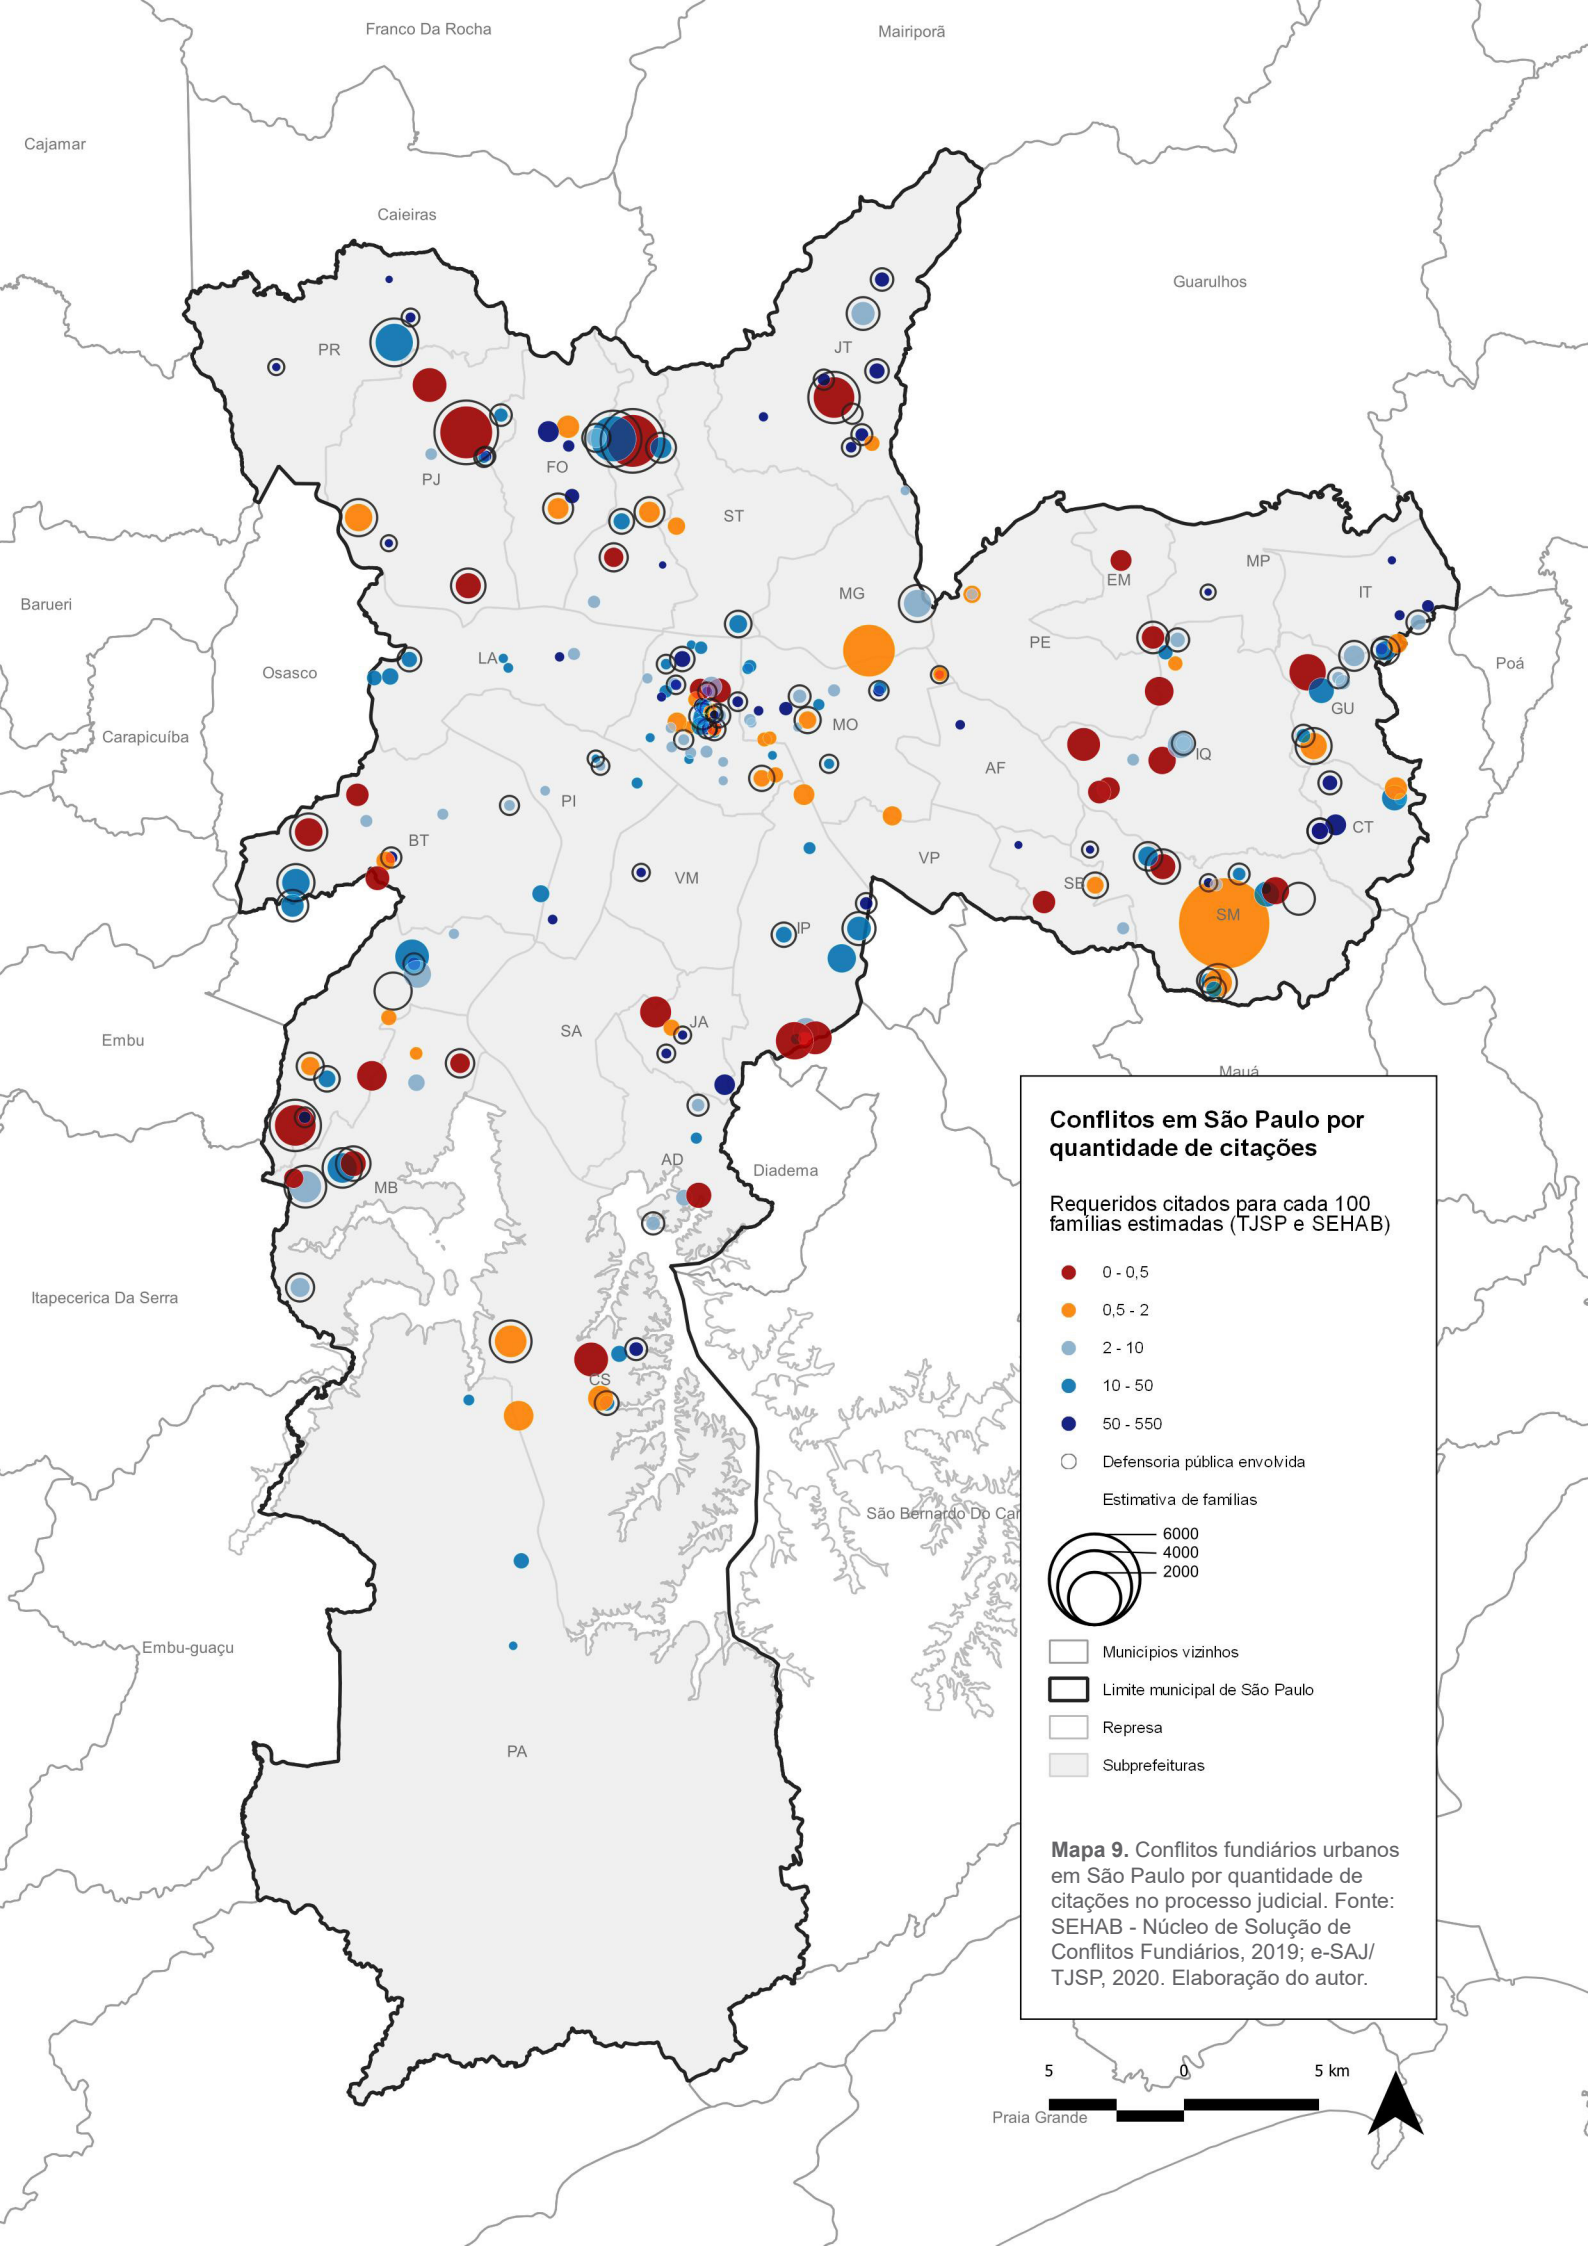 Franco Da Rocha
Mairiporã
Cajamar
Caieiras
Guarulhos
PR
JT
FO
PJ
ST
MP
EM
IT
MG
Barueri
PE
LA
Osasco
Poá
GU
MO
Carapicuíba
IQ
AF
PI
CT
BT
VP
VM
SB
SM
IP
JA
SA
Embu
Mauá
AD
Diadema
MB
Itapecerica Da Serra
CS
São Bernardo Do Car
Embu-guaçu
PA
Conflitos em São Paulo por
quantidade de citações
Requeridos citados para cada 100
famílias estimadas (TJSP e SEHAB)
0 - 0,5
0,5 - 2
2 - 10
10 - 50
50 - 550
Defensoria pública envolvida
Estimativa de famílias
6000
4000
2000
Municípios vizinhos
Limite municipal de São Paulo
Represa
Subprefeituras
Mapa 9. Conflitos fundiários urbanos
em São Paulo por quantidade de
citações no processo judicial. Fonte:
SEHAB - Núcleo de Solução de
Conflitos Fundiários, 2019; e-SAJ/
TJSP, 2020. Elaboração do autor.
5 0 5 km
Praia Grande